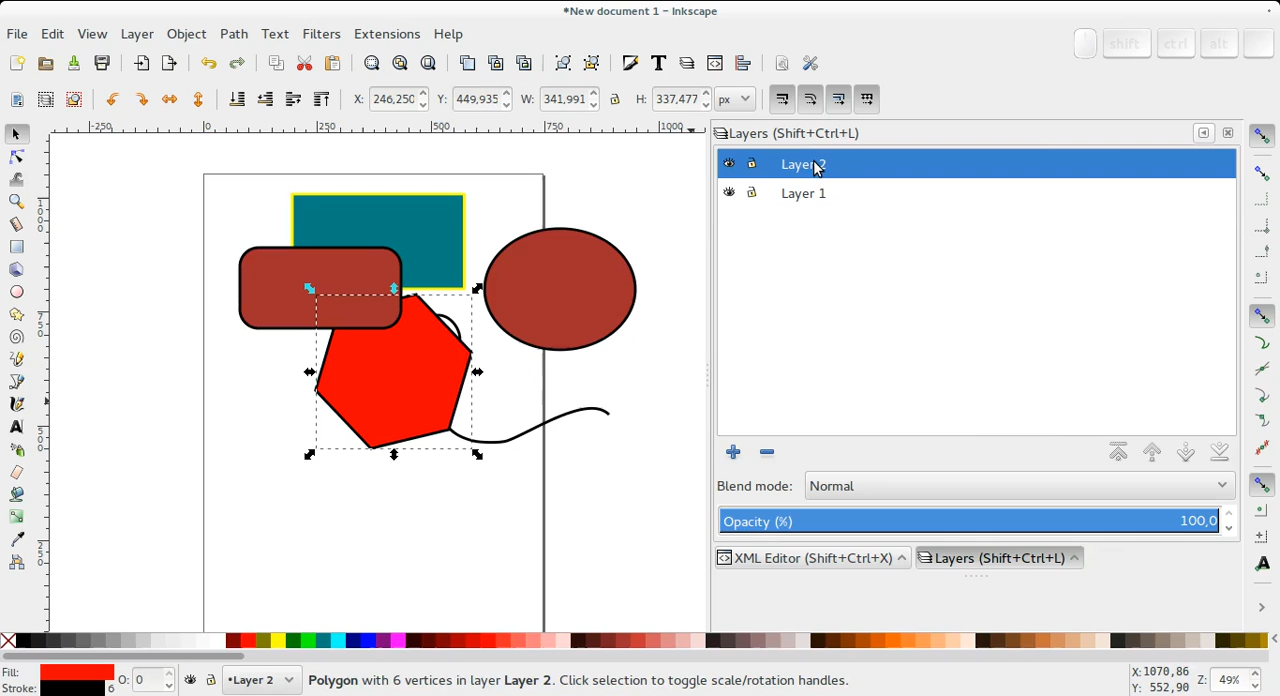 *New document 1 – Inkscape
File Edit View Layer Object Path Text Filters Extensions Help
shift ctrl alt
X: 246,250 Y: 449,935 W: 341,991 H: 337,477 px
-250 0 250 500 750 1000
Layers (Shift+Ctrl+L)
Layer 2
Layer 1
1000
750
500
250
Blend mode: Normal
Opacity (%) 100,0
XML Editor (Shift+Ctrl+X) Layers (Shift+Ctrl+L)
Fill:
Stroke: 6
O: 0
•Layer 2
Polygon with 6 vertices in layer Layer 2. Click selection to toggle scale/rotation handles.
X:1070,86
Y: 552,90
Z: 49%